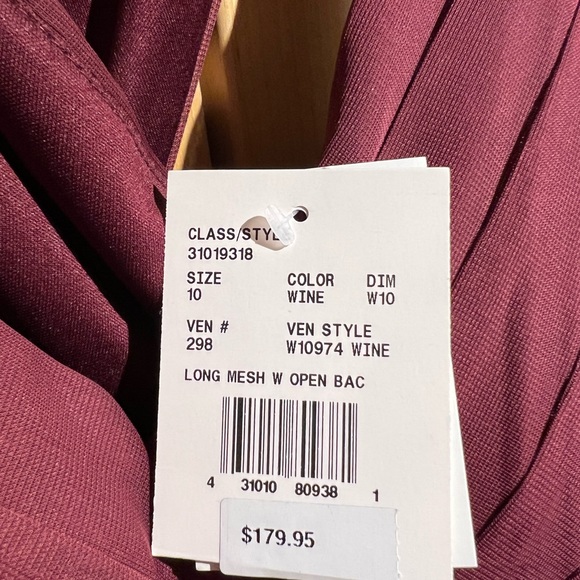 CLASS/STYLE
31019318
SIZE COLOR DIM
10 WINE W10
VEN # VEN STYLE
298 W10974 WINE
LONG MESH W OPEN BAC
4 31010 80938 1
$179.95